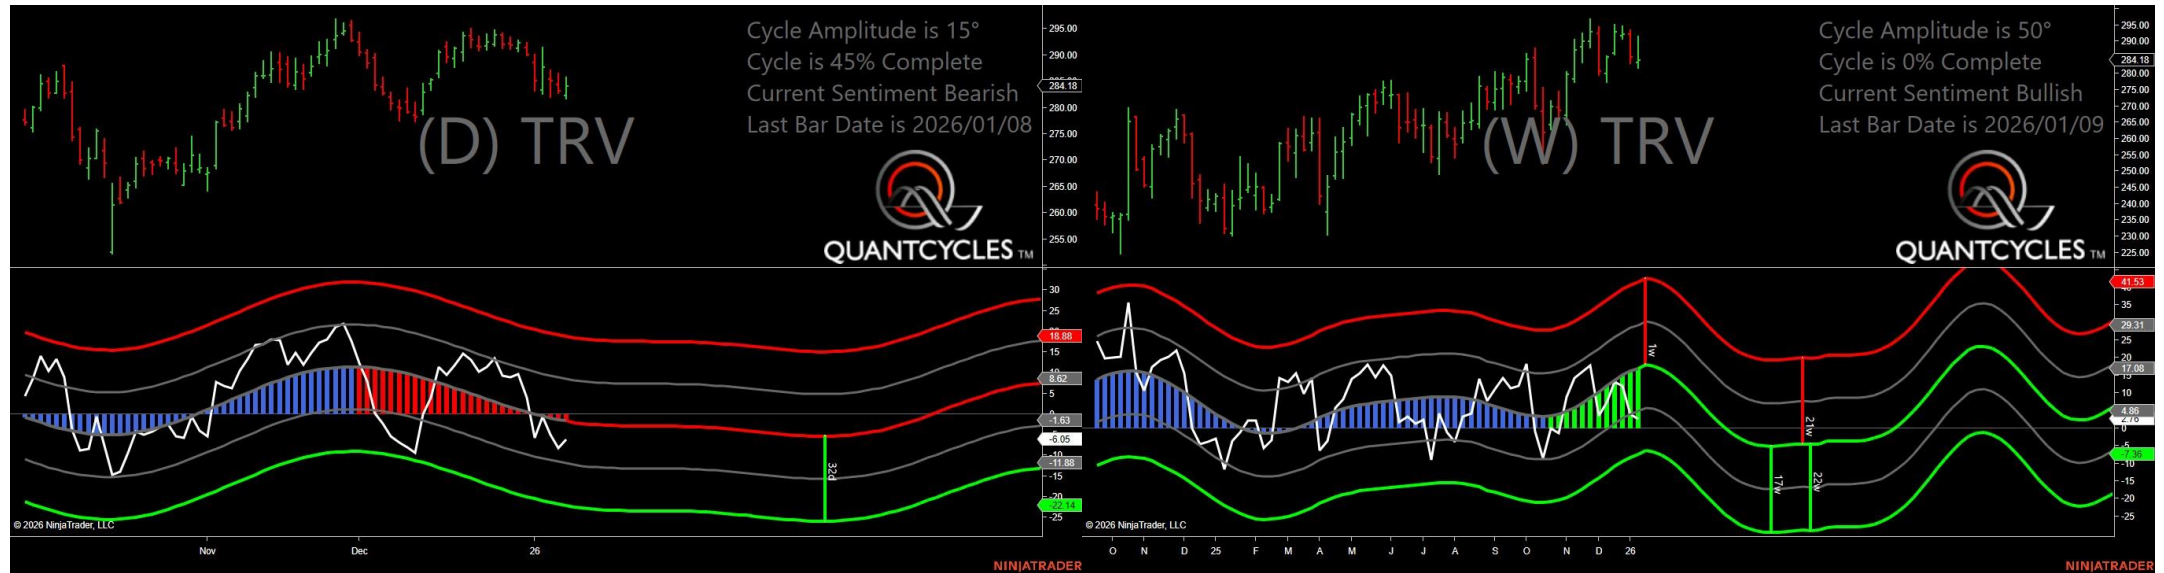 Cycle Amplitude is 15°
Cycle is 45% Complete
Current Sentiment Bearish
Last Bar Date is 2026/01/08
(D) TRV
QUANTCYCLES TM
295.00
290.00
284.18
280.00
275.00
270.00
265.00
260.00
255.00
30
25
18.88
15
8.62
5
0
-1.63
-6.05
-11.88
-15
-20
-22.14
-25
32d
© 2026 NinjaTrader, LLC
Nov
Dec
26
NINJATRADER
Cycle Amplitude is 50°
Cycle is 0% Complete
Current Sentiment Bullish
Last Bar Date is 2026/01/09
(W) TRV
QUANTCYCLES TM
295.00
290.00
284.18
280.00
275.00
270.00
265.00
260.00
255.00
250.00
245.00
240.00
235.00
230.00
225.00
41.53
35
29.31
25
20
17.08
10
4.86
2.76
0
-5
-7.36
-10
-15
-20
-25
1w
21w
17w
22w
© 2026 NinjaTrader, LLC
O N D 25 F M A M J J A S O N D 26
NINJATRADER